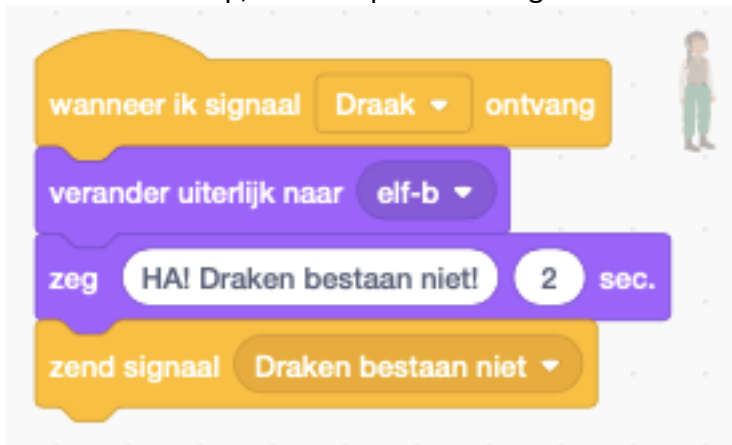 wanneer ik signaal Draak ontvang
verander uiterlijk naar elf-b
zeg HA! Draken bestaan niet! 2 sec.
zend signaal Draken bestaan niet